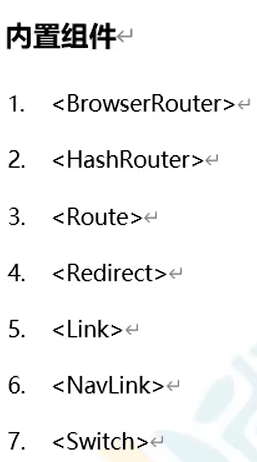 内置组件
1. <BrowserRouter>
2. <HashRouter>
3. <Route>
4. <Redirect>
5. <Link>
6. <NavLink>
7. <Switch>